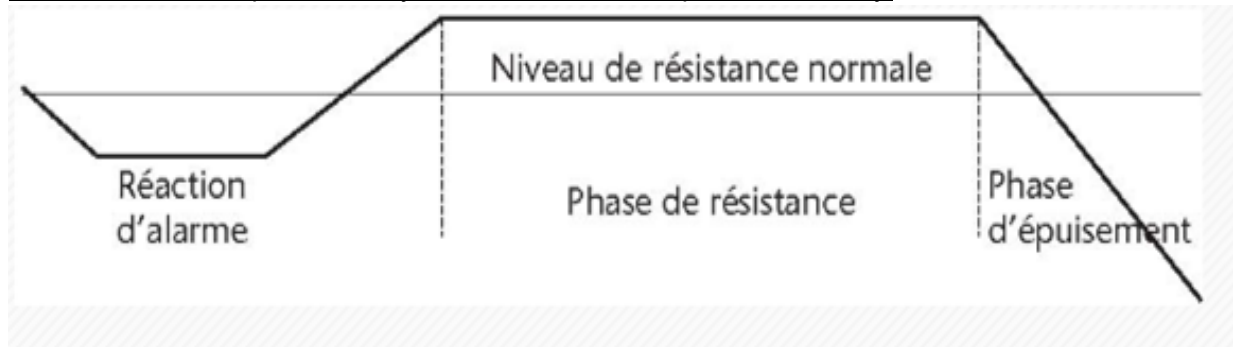 Niveau de résistance normale
Réaction
d'alarme
Phase de résistance
Phase
d'épuisement